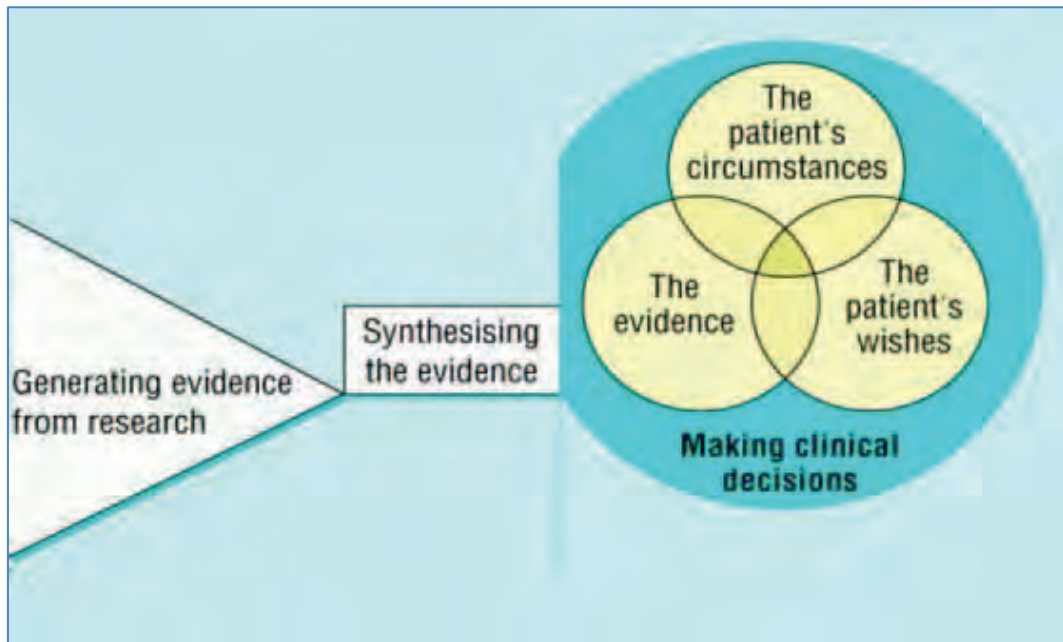 Generating evidence
from research
Synthesising
the evidence
The
patient's
circumstances
The
evidence
The
patient's
wishes
Making clinical
decisions